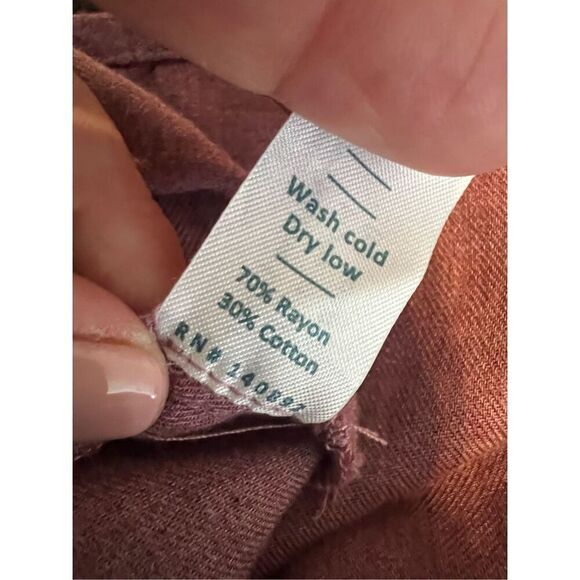 Wash cold
Dry low
70% Rayon
30% Cotton
RN#